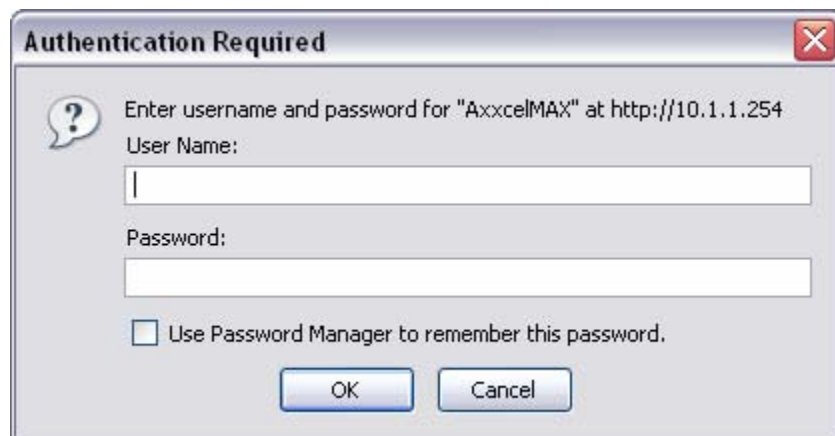 Authentication Required
Enter username and password for "AxxcelMAX" at http://10.1.1.254
User Name:
Password:
Use Password Manager to remember this password.
OK Cancel